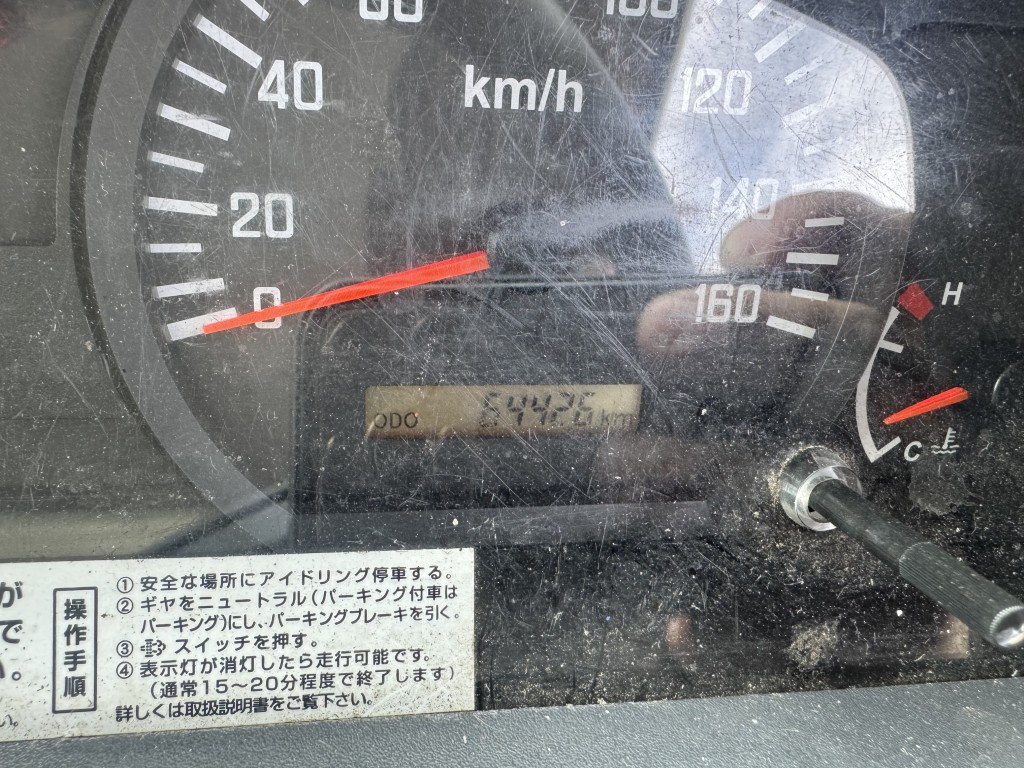 60
100
40
km/h
120
20
140
0
160
H
ODO 64426 km
C
操作手順
① 安全な場所にアイドリング停車する。
② ギヤをニュートラル(パーキング付車は
パーキング)にし、パーキングブレーキを引く。
③ スイッチを押す。
④ 表示灯が消灯したら走行可能です。
(通常15~20分程度で終了します)
詳しくは取扱説明書をご覧下さい。
が
で
い。
い。